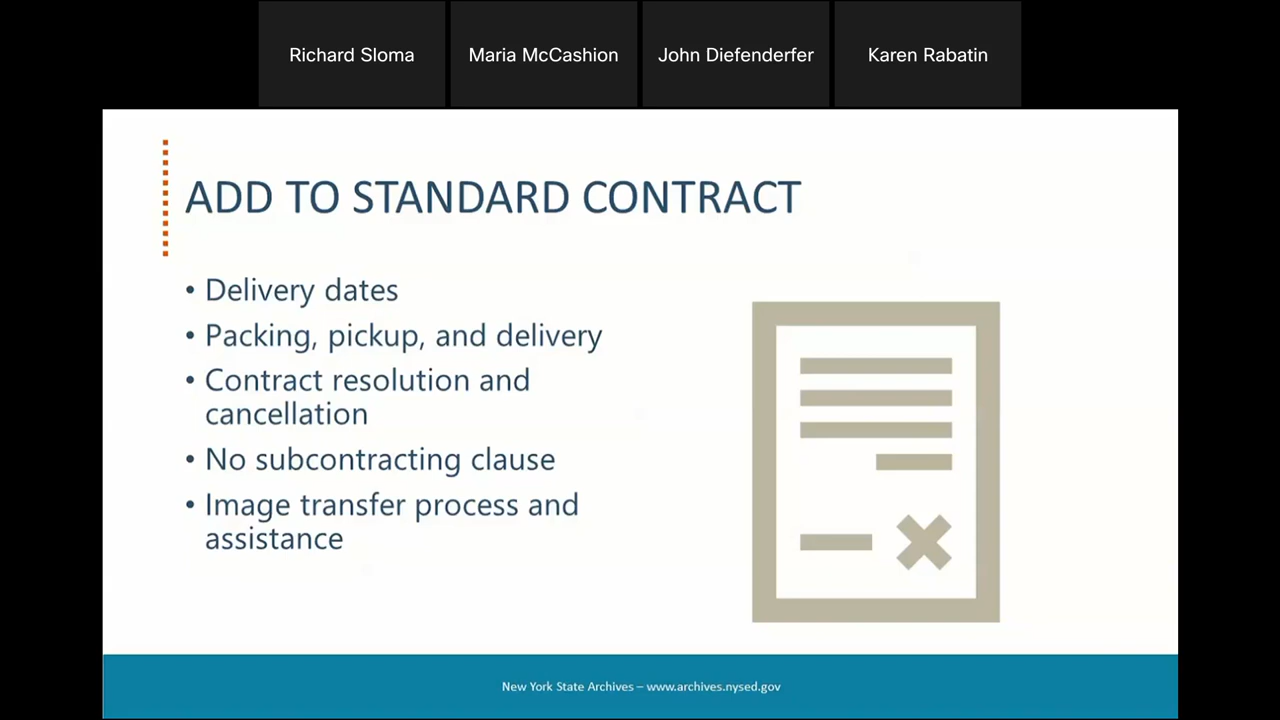 Richard Sloma
Maria McCashion
John Diefenderfer
Karen Rabatin
ADD TO STANDARD CONTRACT
• Delivery dates
• Packing, pickup, and delivery
• Contract resolution and
cancellation
• No subcontracting clause
• Image transfer process and
assistance
New York State Archives – www.archives.nysed.gov